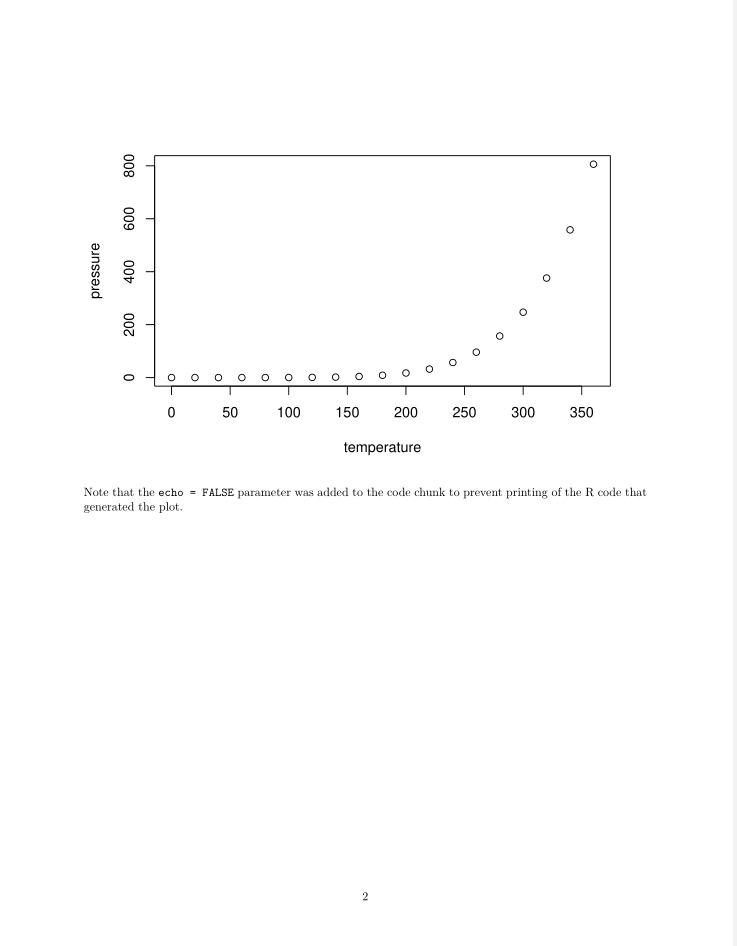 800
600
400
200
0
pressure
0 50 100 150 200 250 300 350
temperature
Note that the echo = FALSE parameter was added to the code chunk to prevent printing of the R code that
generated the plot.
2